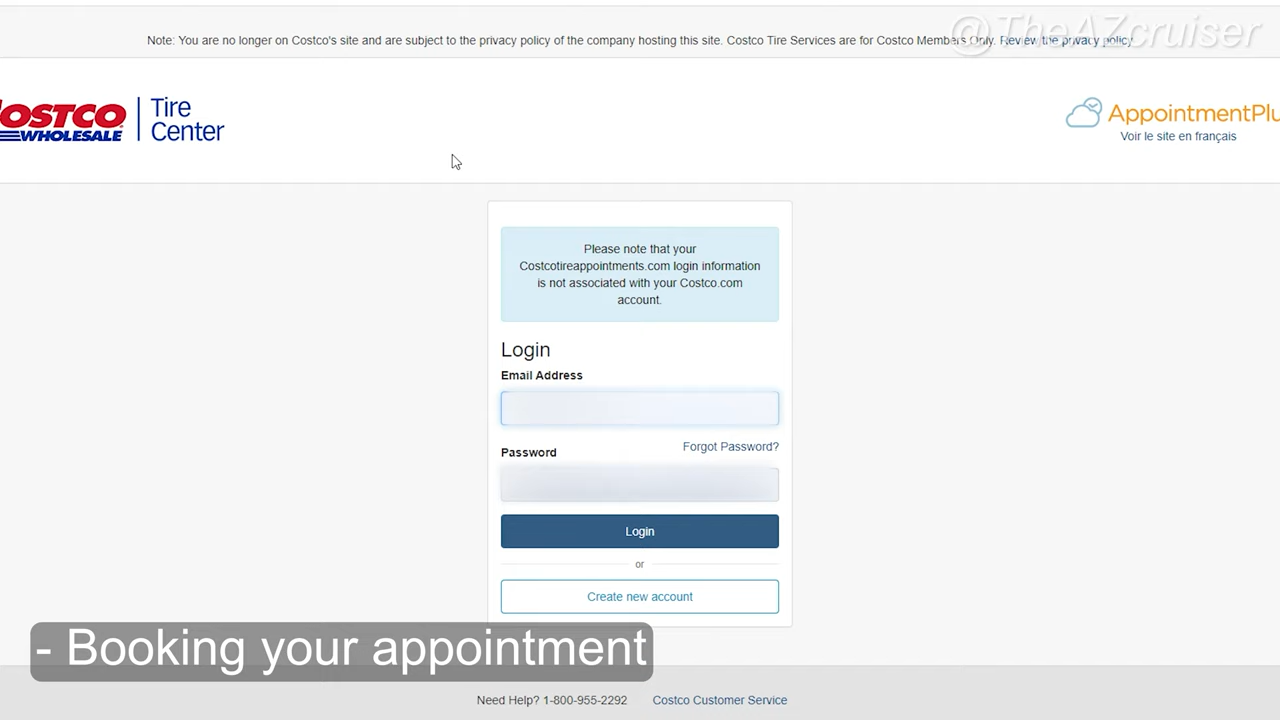 Note: You are no longer on Costco's site and are subject to the privacy policy of the company hosting this site. Costco Tire Services are for Costco Members Only. Review the privacy policy.
@TheAZcruiser
COSTCO
WHOLESALE
Tire
Center
AppointmentPlu
Voir le site en français
Please note that your
Costcotireappointments.com login information
is not associated with your Costco.com
account.
Login
Email Address
Forgot Password?
Password
Login
or
Create new account
- Booking your appointment
Need Help? 1-800-955-2292
Costco Customer Service